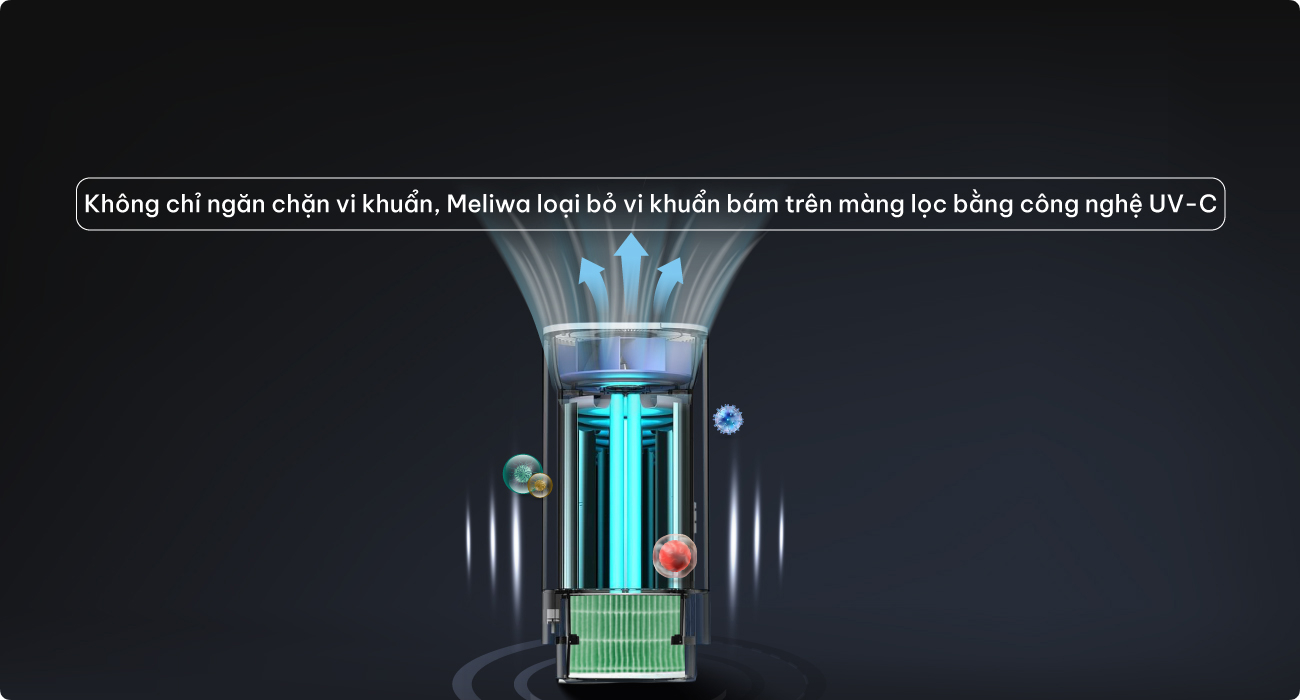 Không chỉ ngăn chặn vi khuẩn, Meliwa loại bỏ vi khuẩn bám trên màng lọc bằng công nghệ UV-C